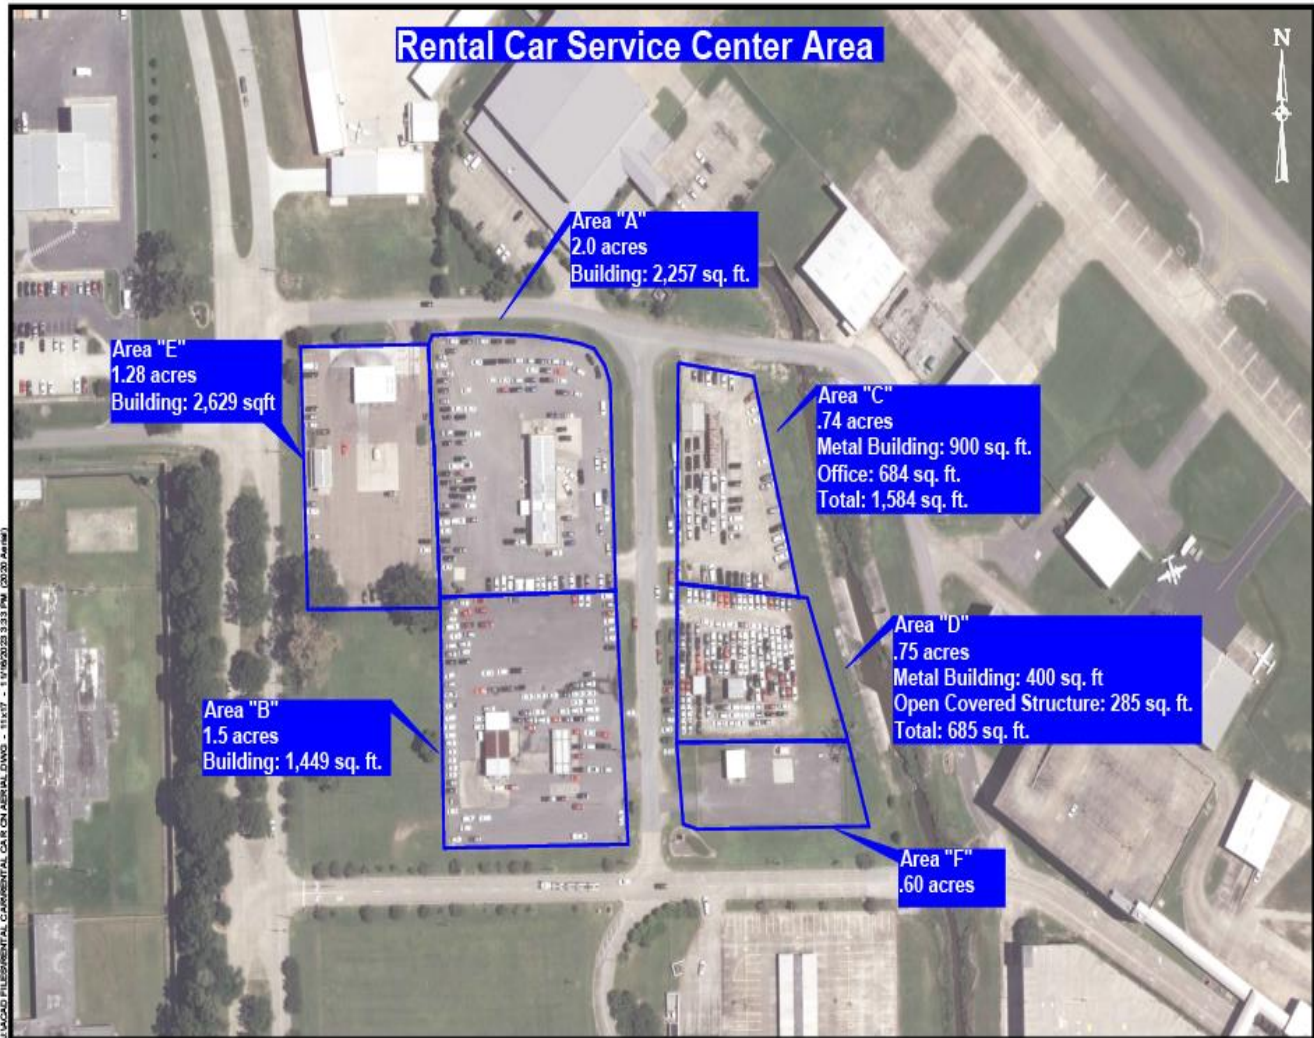 Rental Car Service Center Area
N
Area "A"
2.0 acres
Building: 2,257 sq. ft.
Area "E"
1.28 acres
Building: 2,629 sqft
Area "C"
.74 acres
Metal Building: 900 sq. ft.
Office: 684 sq. ft.
Total: 1,584 sq. ft.
Area "D"
.75 acres
Metal Building: 400 sq. ft
Open Covered Structure: 285 sq. ft.
Total: 685 sq. ft.
Area "B"
1.5 acres
Building: 1,449 sq. ft.
Area "F"
.60 acres